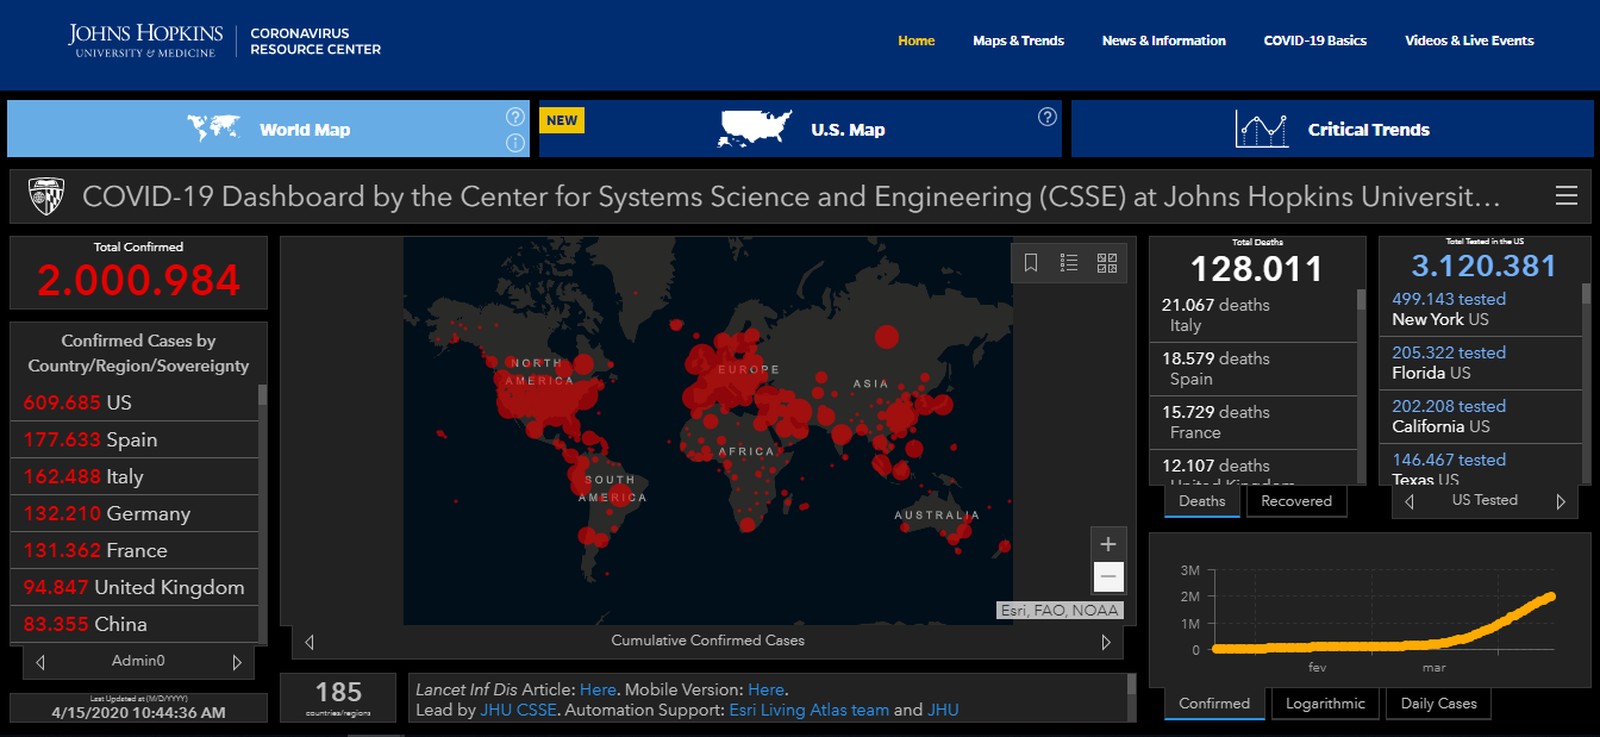 JOHNS HOPKINS
UNIVERSITY & MEDICINE
CORONAVIRUS
RESOURCE CENTER
Home
Maps & Trends
News & Information
COVID-19 Basics
Videos & Live Events
World Map
NEW
U.S. Map
Critical Trends
COVID-19 Dashboard by the Center for Systems Science and Engineering (CSSE) at Johns Hopkins Universit...
Total Confirmed
2.000.984
Confirmed Cases by
Country/Region/Sovereignty
609.685 US
177.633 Spain
162.488 Italy
132.210 Germany
131.362 France
94.847 United Kingdom
83.355 China
Admin0
Last Updated at (M/D/YYYY)
4/15/2020 10:44:36 AM
NORTH
AMERICA
EUROPE
ASIA
AFRICA
SOUTH
AMERICA
AUSTRALIA
+
−
Esri, FAO, NOAA
Cumulative Confirmed Cases
185
countries/regions
Lancet Inf Dis Article: Here. Mobile Version: Here.
Lead by JHU CSSE. Automation Support: Esri Living Atlas team and JHU
Total Deaths
128.011
21.067 deaths
Italy
18.579 deaths
Spain
15.729 deaths
France
12.107 deaths
United Kingdom
Deaths
Recovered
Total Tested in the US
3.120.381
499.143 tested
New York US
205.322 tested
Florida US
202.208 tested
California US
146.467 tested
Texas US
US Tested
3M
2M
1M
0
fev
mar
Confirmed
Logarithmic
Daily Cases